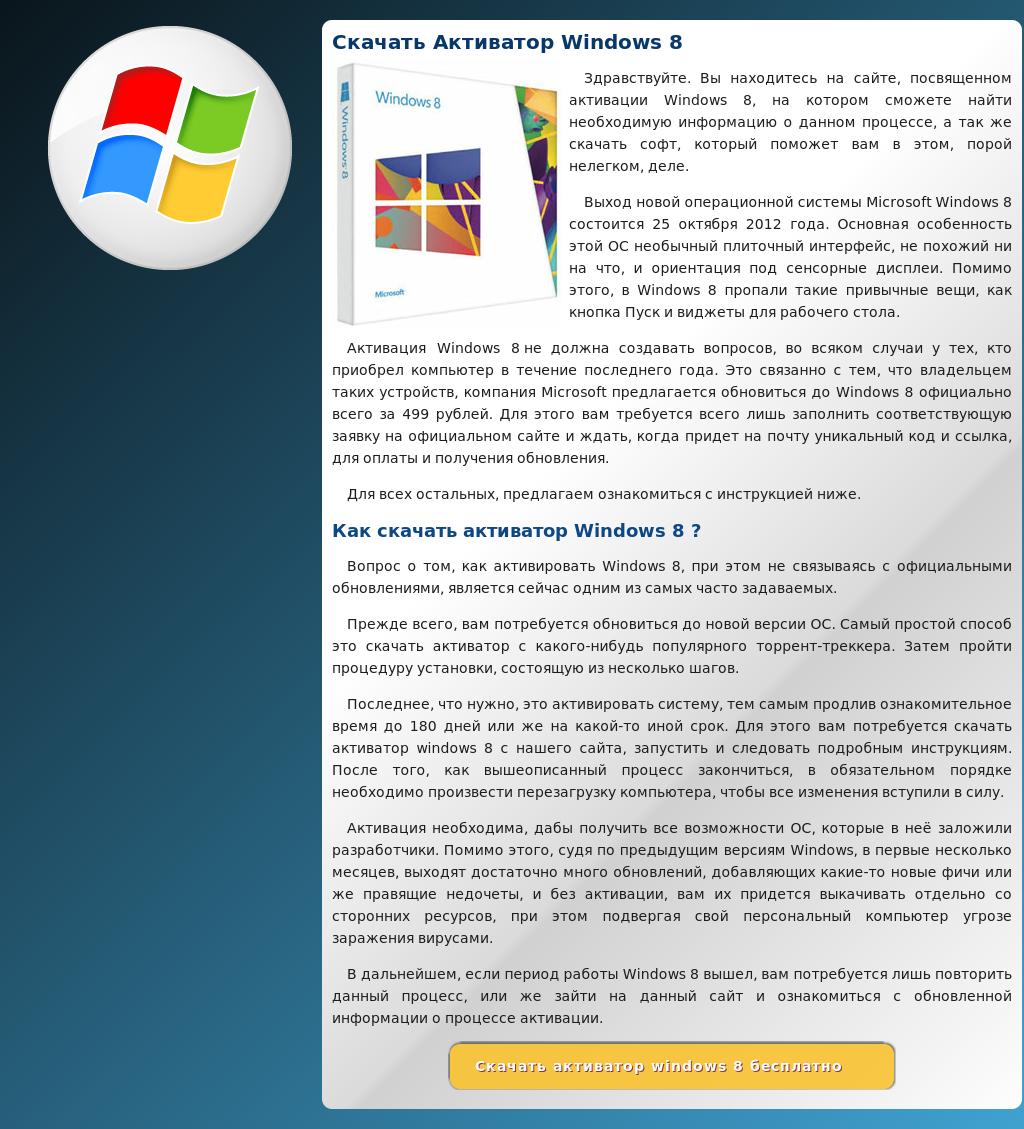 Скачать Активатор Windows 8
Windows 8
Windows 8
Microsoft
Здравствуйте. Вы находитесь на сайте, посвященном
активации Windows 8, на котором сможете найти
необходимую информацию о данном процессе, а так же
скачать софт, который поможет вам в этом, порой
нелегком, деле.
Выход новой операционной системы Microsoft Windows 8
состоится 25 октября 2012 года. Основная особенность
этой ОС необычный плиточный интерфейс, не похожий ни
на что, и ориентация под сенсорные дисплеи. Помимо
этого, в Windows 8 пропали такие привычные вещи, как
кнопка Пуск и виджеты для рабочего стола.
Активация Windows 8 не должна создавать вопросов, во всяком случаи у тех, кто
приобрел компьютер в течение последнего года. Это связанно с тем, что владельцем
таких устройств, компания Microsoft предлагается обновиться до Windows 8 официально
всего за 499 рублей. Для этого вам требуется всего лишь заполнить соответствующую
заявку на официальном сайте и ждать, когда придет на почту уникальный код и ссылка,
для оплаты и получения обновления.
Для всех остальных, предлагаем ознакомиться с инструкцией ниже.
Как скачать активатор Windows 8 ?
Вопрос о том, как активировать Windows 8, при этом не связываясь с официальными
обновлениями, является сейчас одним из самых часто задаваемых.
Прежде всего, вам потребуется обновиться до новой версии ОС. Самый простой способ
это скачать активатор с какого-нибудь популярного торрент-треккера. Затем пройти
процедуру установки, состоящую из несколько шагов.
Последнее, что нужно, это активировать систему, тем самым продлив ознакомительное
время до 180 дней или же на какой-то иной срок. Для этого вам потребуется скачать
активатор windows 8 с нашего сайта, запустить и следовать подробным инструкциям.
После того, как вышеописанный процесс закончиться, в обязательном порядке
необходимо произвести перезагрузку компьютера, чтобы все изменения вступили в силу.
Активация необходима, дабы получить все возможности ОС, которые в неё заложили
разработчики. Помимо этого, судя по предыдущим версиям Windows, в первые несколько
месяцев, выходят достаточно много обновлений, добавляющих какие-то новые фичи или
же правящие недочеты, и без активации, вам их придется выкачивать отдельно со
сторонних ресурсов, при этом подвергая свой персональный компьютер угрозе
заражения вирусами.
В дальнейшем, если период работы Windows 8 вышел, вам потребуется лишь повторить
данный процесс, или же зайти на данный сайт и ознакомиться с обновленной
информации о процессе активации.
Скачать активатор windows 8 бесплатно